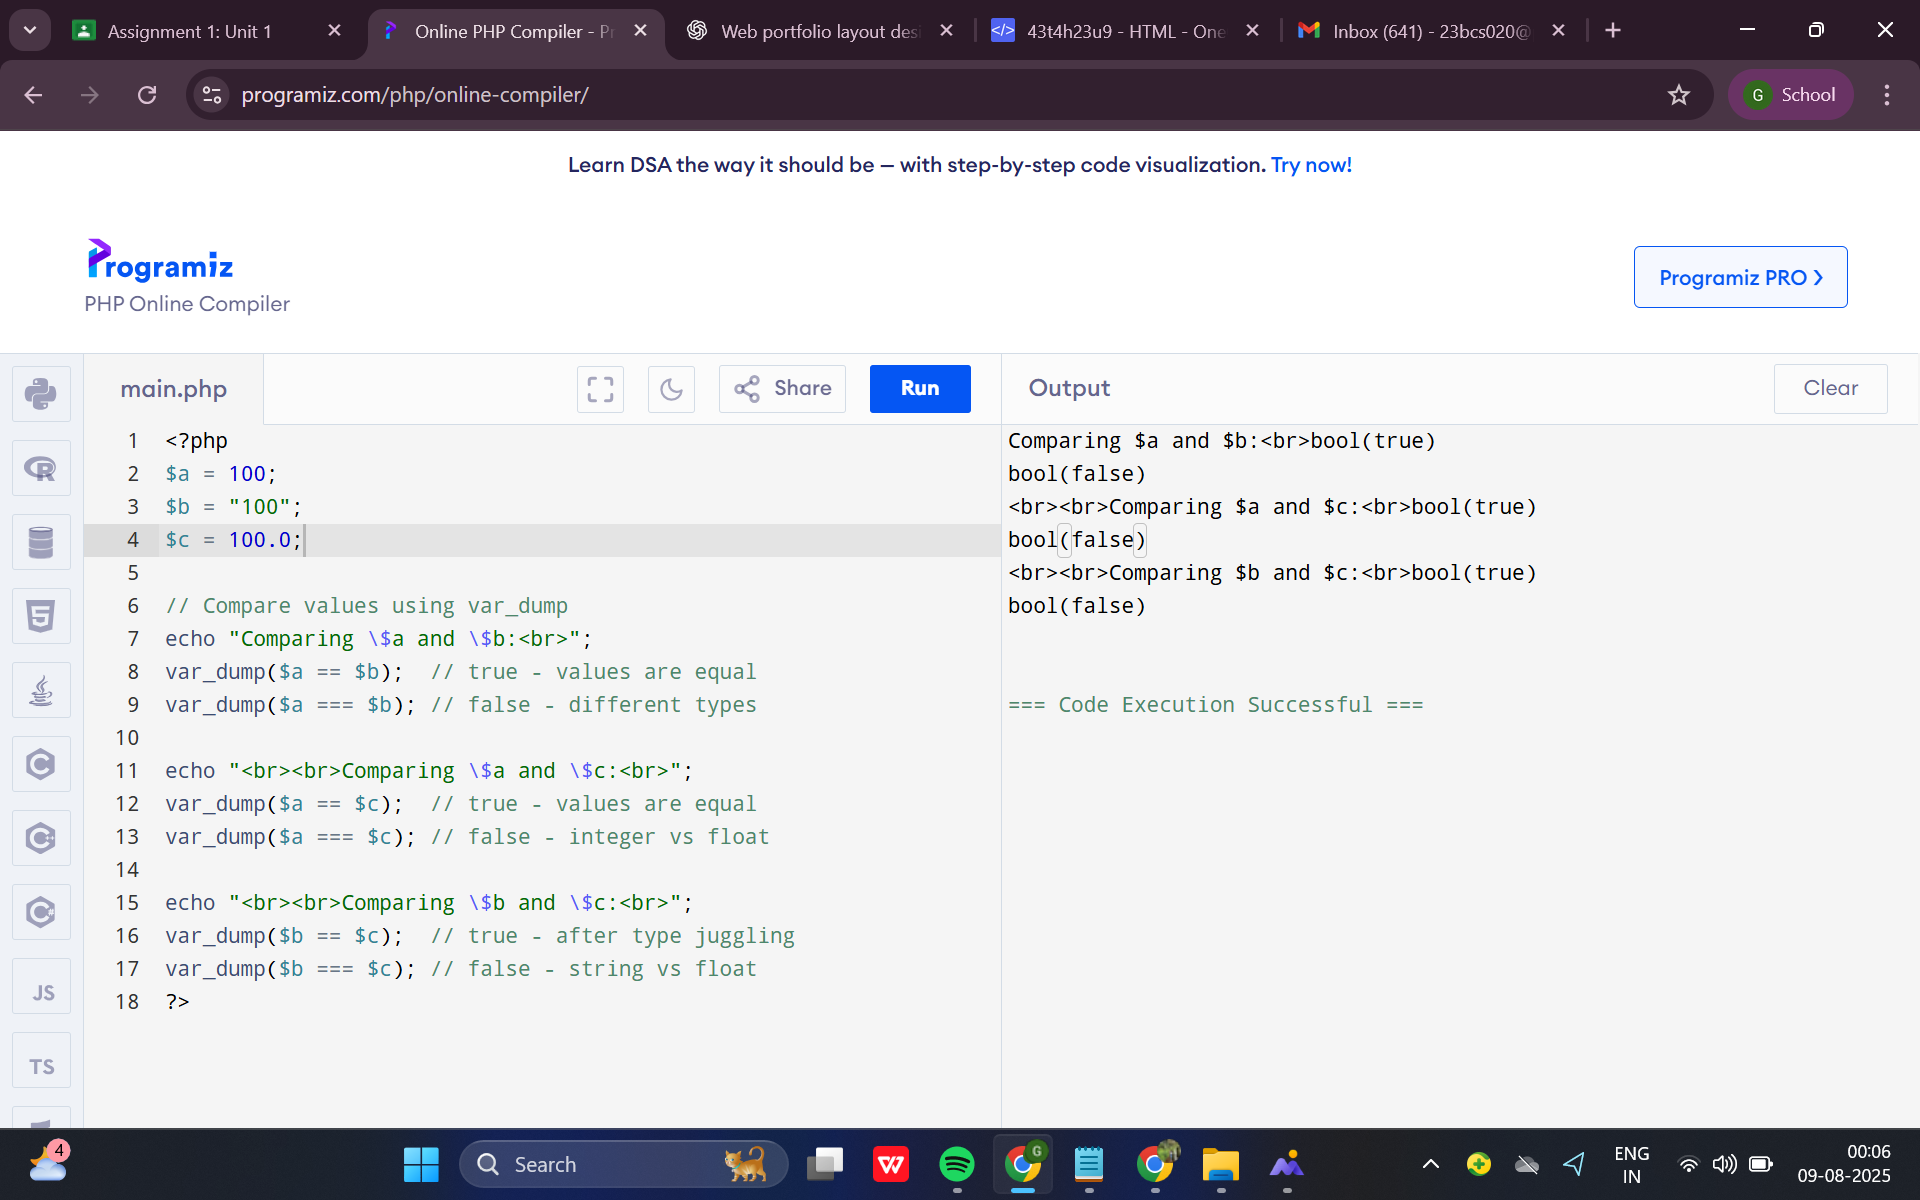 Assignment 1: Unit 1
Online PHP Compiler - Pr
Web portfolio layout des
43t4h23u9 - HTML - One
Inbox (641) - 23bcs020@
programiz.com/php/online-compiler/
G School
Learn DSA the way it should be — with step-by-step code visualization. Try now!
Programiz
PHP Online Compiler
Programiz PRO ❯
main.php
Share
Run
Output
Clear
1 <?php
2 $a = 100;
3 $b = "100";
4 $c = 100.0;
5
6 // Compare values using var_dump
7 echo "Comparing \$a and \$b:<br>";
8 var_dump($a == $b);  // true - values are equal
9 var_dump($a === $b); // false - different types
10
11 echo "<br><br>Comparing \$a and \$c:<br>";
12 var_dump($a == $c);  // true - values are equal
13 var_dump($a === $c); // false - integer vs float
14
15 echo "<br><br>Comparing \$b and \$c:<br>";
16 var_dump($b == $c);  // true - after type juggling
17 var_dump($b === $c); // false - string vs float
18 ?>
Comparing $a and $b:<br>bool(true)
bool(false)
<br><br>Comparing $a and $c:<br>bool(true)
bool(false)
<br><br>Comparing $b and $c:<br>bool(true)
bool(false)
=== Code Execution Successful ===
R
5
C
C++
C#
JS
TS
4
Search
W
G
ENG
IN
00:06
09-08-2025